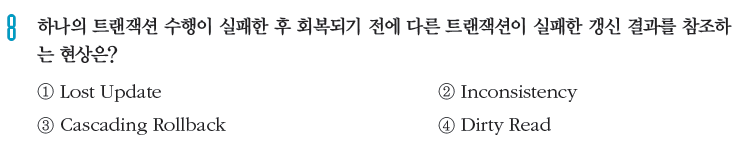 8 하나의 트랜잭션 수행이 실패한 후 회복되기 전에 다른 트랜잭션이 실패한 갱신 결과를 참조하
는 현상은?
① Lost Update ② Inconsistency
③ Cascading Rollback ④ Dirty Read